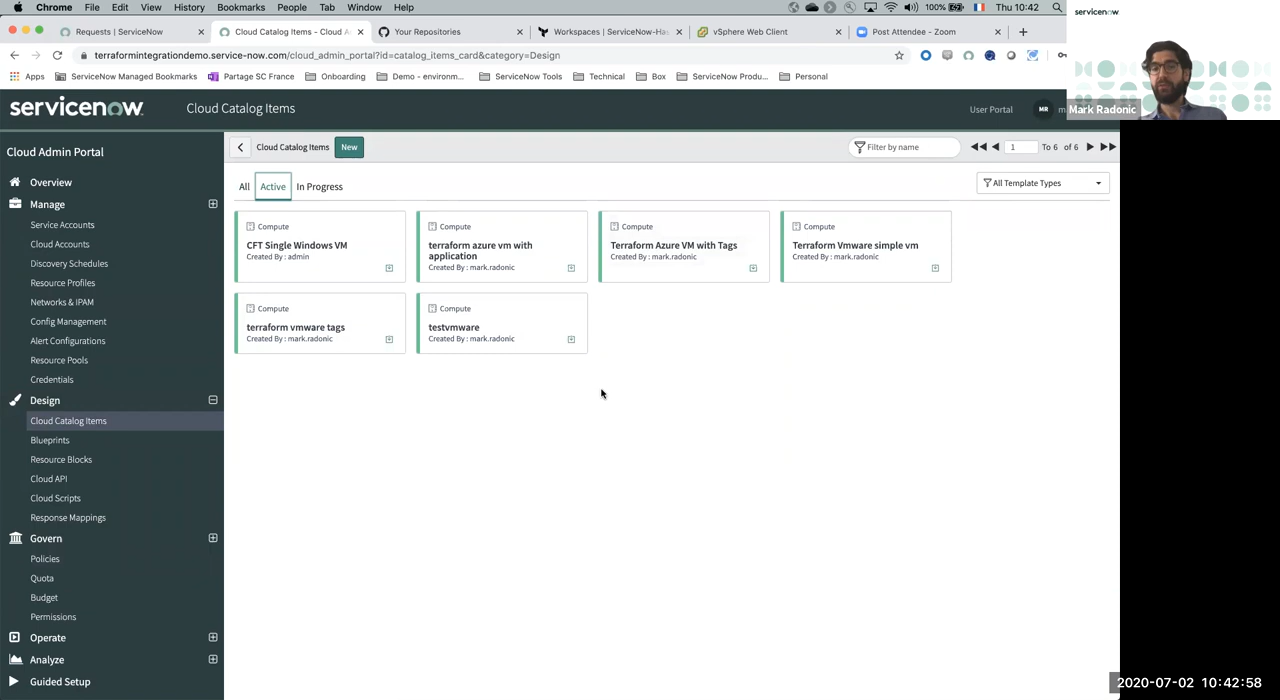 Chrome File Edit View History Bookmarks People Tab Window Help 100% Thu 10:42
servicenow
Requests | ServiceNow
Cloud Catalog Items - Cloud A
Your Repositories
Workspaces | ServiceNow-Has
vSphere Web Client
Post Attendee - Zoom
terraformintegrationdemo.service-now.com/cloud_admin_portal?id=catalog_items_card&category=Design
Apps ServiceNow Managed Bookmarks Partage SC France Onboarding Demo - environm... ServiceNow Tools Technical Box ServiceNow Produ... Personal
servicenow Cloud Catalog Items User Portal MR m
Mark Radonic
Cloud Admin Portal
Overview
Manage
Service Accounts
Cloud Accounts
Discovery Schedules
Resource Profiles
Networks & IPAM
Config Management
Alert Configurations
Resource Pools
Credentials
Design
Cloud Catalog Items
Blueprints
Resource Blocks
Cloud API
Cloud Scripts
Response Mappings
Govern
Policies
Quota
Budget
Permissions
Operate
Analyze
Guided Setup
Cloud Catalog Items New Filter by name 1 To 6 of 6
All Active In Progress All Template Types
Compute
CFT Single Windows VM
Created By : admin
Compute
terraform azure vm with
application
Created By : mark.radonic
Compute
Terraform Azure VM with Tags
Created By : mark.radonic
Compute
Terraform Vmware simple vm
Created By : mark.radonic
Compute
terraform vmware tags
Created By : mark.radonic
Compute
testvmware
Created By : mark.radonic
2020-07-02 10:42:58